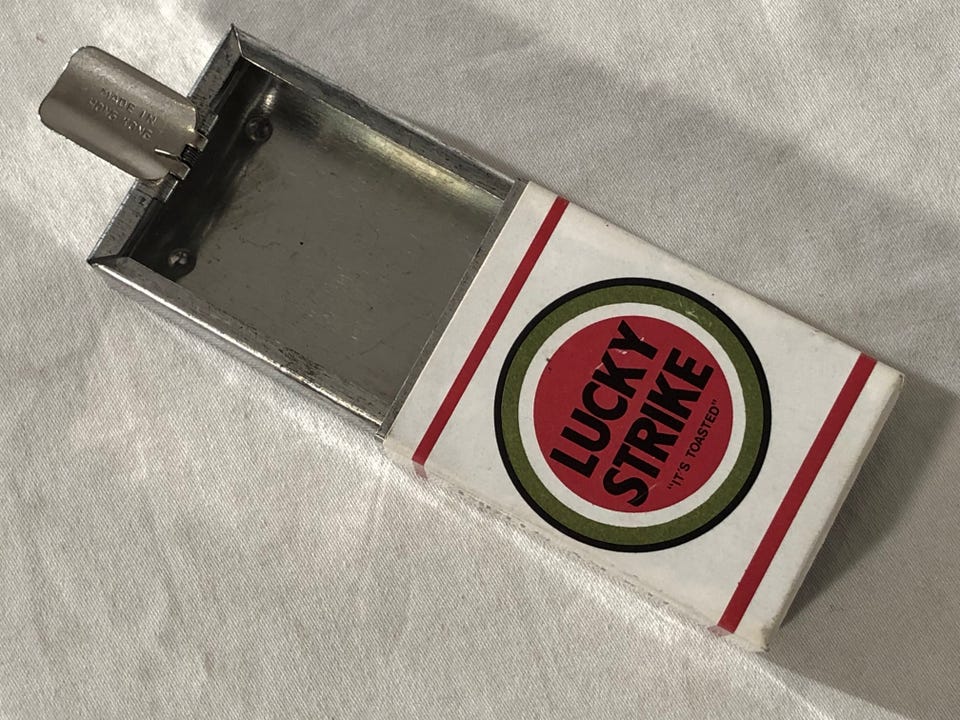 MADE IN
HONG KONG
LUCKY
STRIKE
"IT'S TOASTED"